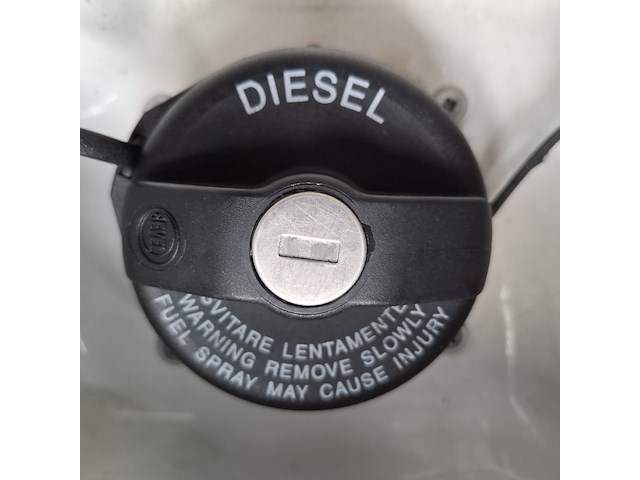 DIESEL
SVITARE LENTAMENTE
WARNING REMOVE SLOWLY
FUEL SPRAY MAY CAUSE INJURY